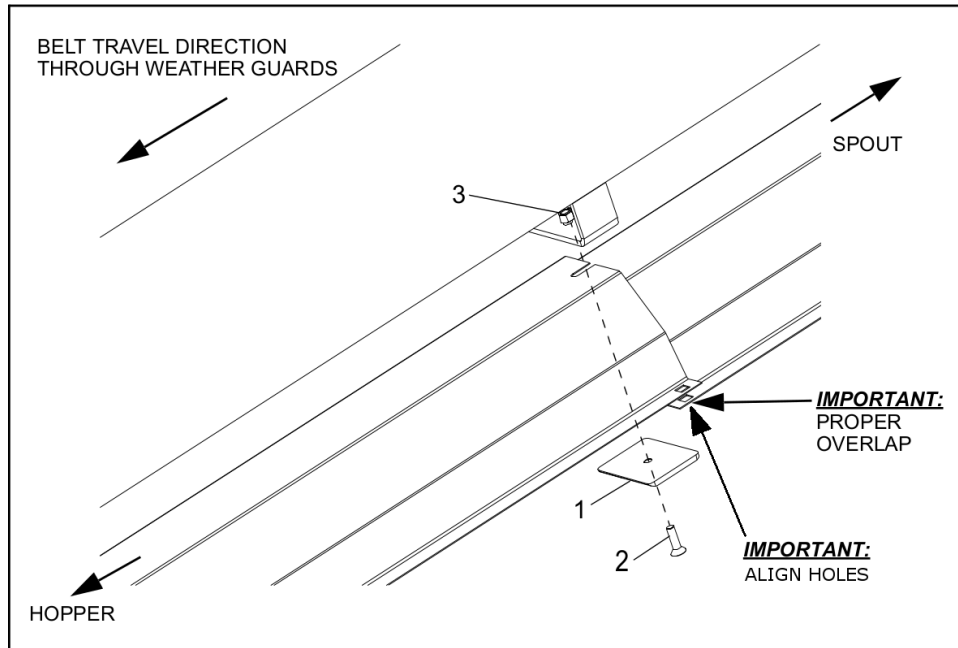 BELT TRAVEL DIRECTION
THROUGH WEATHER GUARDS
SPOUT
3
IMPORTANT:
PROPER
OVERLAP
1
2
IMPORTANT:
ALIGN HOLES
HOPPER